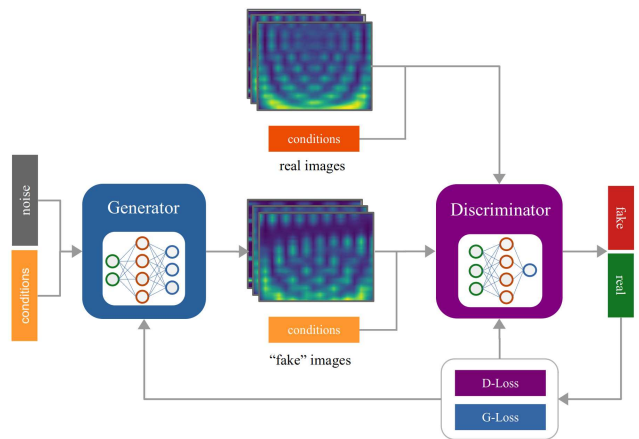 conditions
real images
noise
conditions
Generator
conditions
"fake" images
Discriminator
fake
real
D-Loss
G-Loss